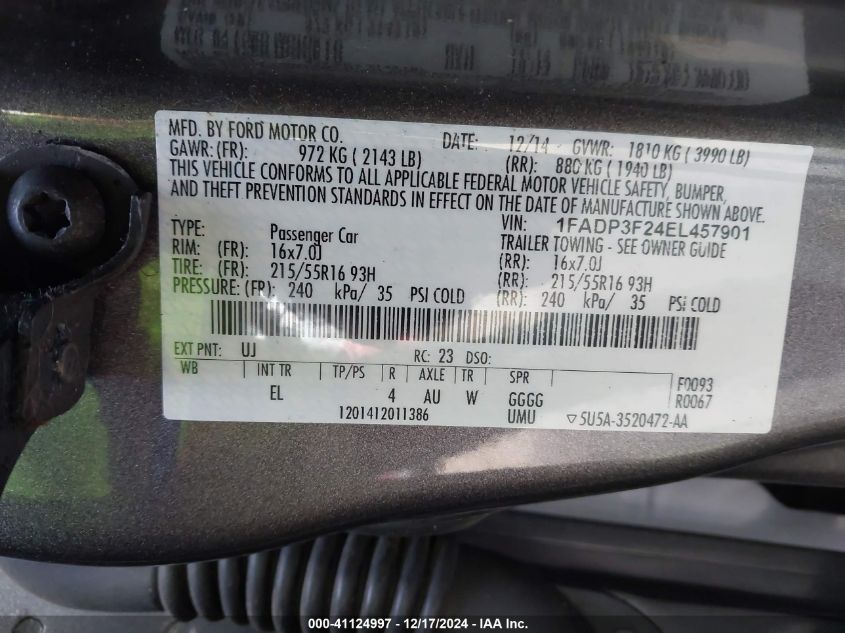 MFD. BY FORD MOTOR CO. DATE: 12/14 GVWR: 1810 KG ( 3990 LB)
GAWR: (FR): 972 KG ( 2143 LB) (RR): 880 KG ( 1940 LB)
THIS VEHICLE CONFORMS TO ALL APPLICABLE FEDERAL MOTOR VEHICLE SAFETY, BUMPER,
AND THEFT PREVENTION STANDARDS IN EFFECT ON THE DATE OF MANUFACTURE SHOWN ABOVE.
VIN: 1FADP3F24EL457901
TYPE: Passenger Car TRAILER TOWING - SEE OWNER GUIDE
RIM: (FR): 16x7.0J (RR): 16x7.0J
TIRE: (FR): 215/55R16 93H (RR): 215/55R16 93H
PRESSURE: (FR): 240 kPa/ 35 PSI COLD (RR): 240 kPa/ 35 PSI COLD
EXT PNT: UJ RC: 23 DSO:
WB INT TR TP/PS R AXLE TR SPR F0093
EL 4 AU W GGGG R0067
1201412011386 UMU ▽5U5A-3520472-AA
000-41124997 - 12/17/2024 - IAA Inc.